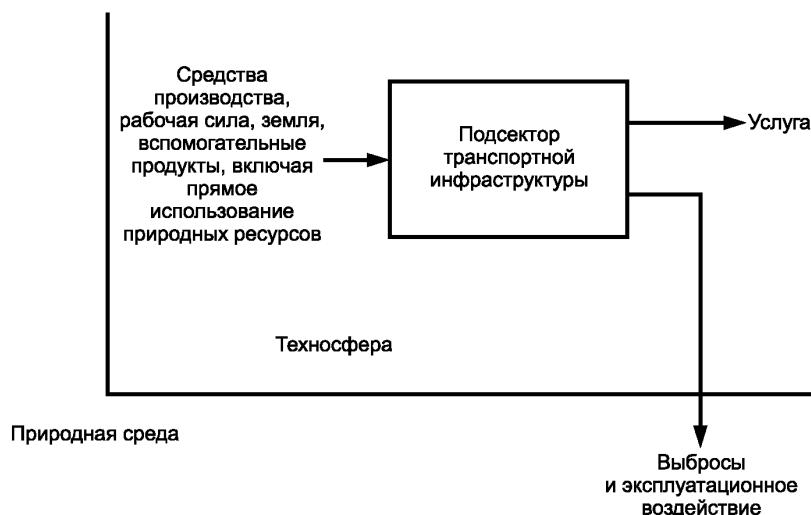 Средства
производства,
рабочая сила, земля,
вспомогательные
продукты, включая
прямое
использование
природных ресурсов
Подсектор
транспортной
инфраструктуры
Услуга
Техносфера
Природная среда
Выбросы
и эксплуатационное
воздействие